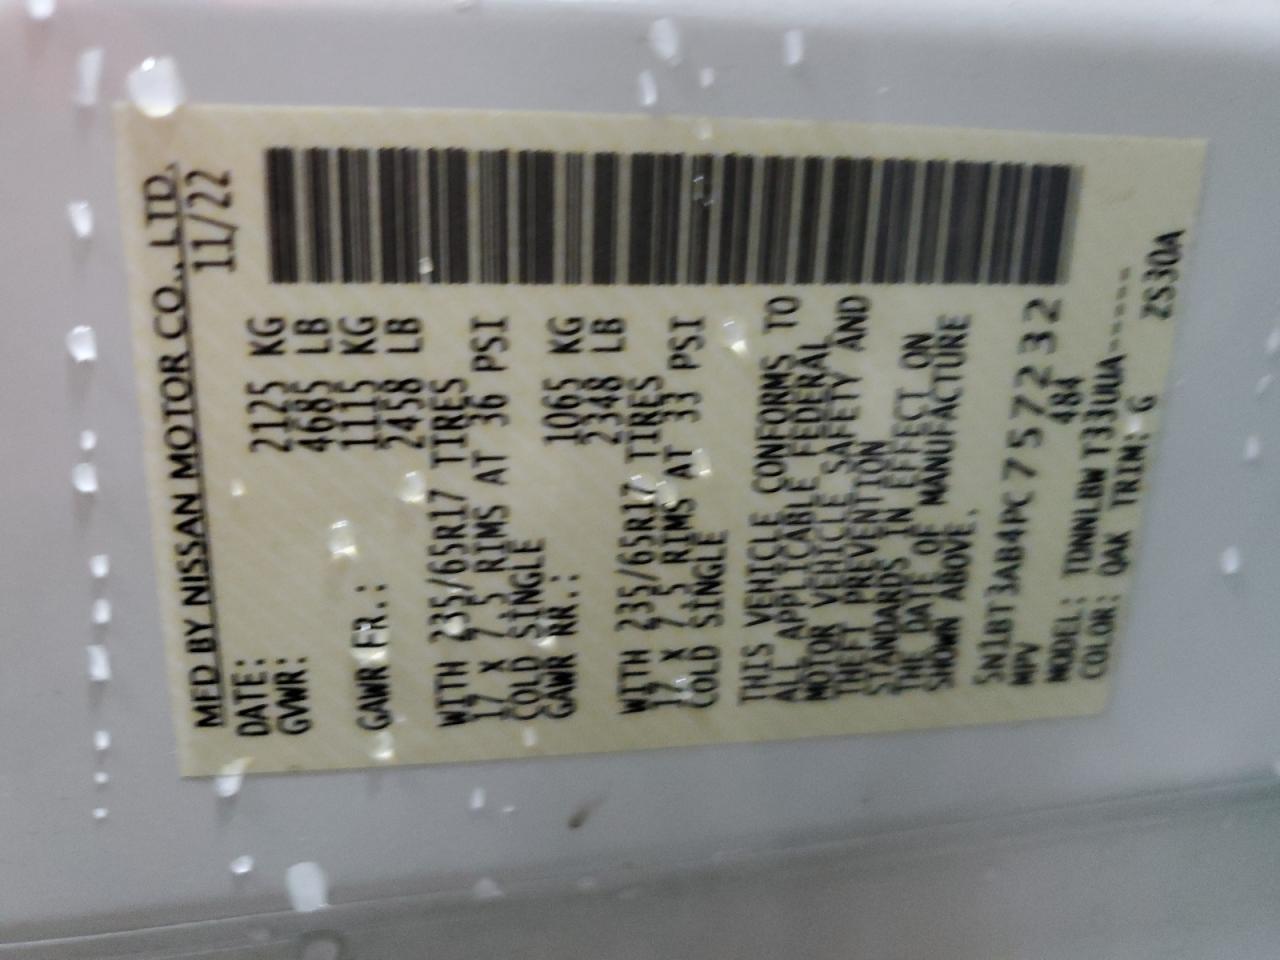 MFD BY NISSAN MOTOR CO., LTD.
DATE: 11/22
GVWR: 2125 KG
4685 LB
GAWR FR.: 1115 KG
2458 LB
WITH 235/65R17 TIRES
17 X 7.5 RIMS AT 36 PSI
COLD SINGLE
GAWR RR.: 1065 KG
2348 LB
WITH 235/65R17 TIRES
17 X 7.5 RIMS AT 33 PSI
COLD SINGLE
THIS VEHICLE CONFORMS TO
ALL APPLICABLE FEDERAL
MOTOR VEHICLE SAFETY AND
THEFT PREVENTION
STANDARDS IN EFFECT ON
THE DATE OF MANUFACTURE
SHOWN ABOVE.
5N1BT3AB4PC757232
MPV 484
MODEL: TDNNLBW T33UUA-----
COLOR: QAK TRIM: G ZS30A